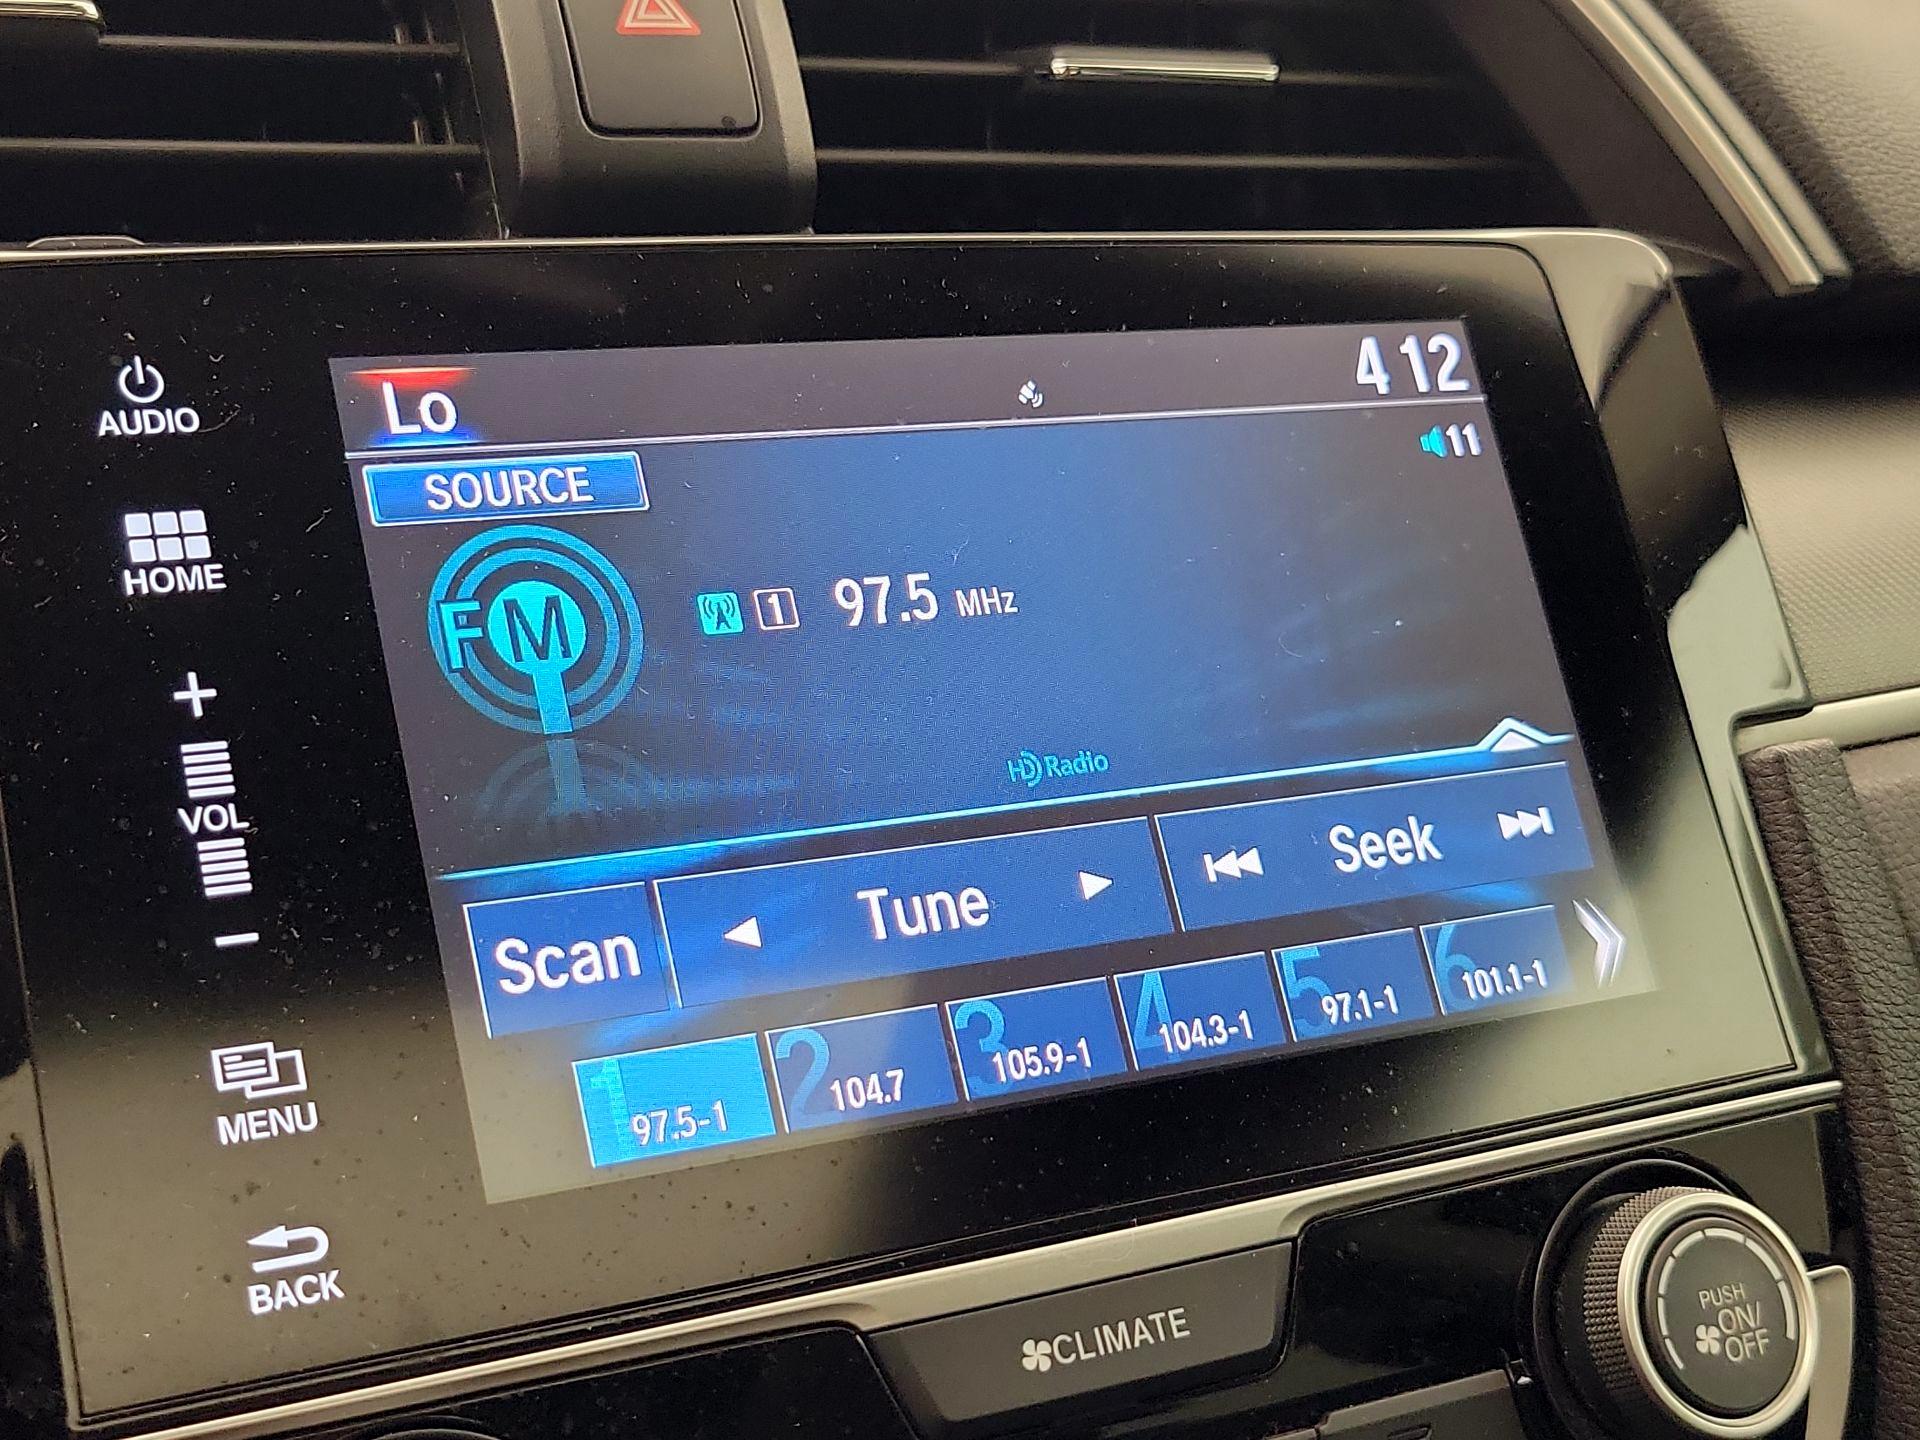 Lo
4 12
11
AUDIO
SOURCE
HOME
FM
1 97.5 MHz
HD Radio
+
VOL
-
Scan
Tune
Seek
1 97.5-1
2 104.7
3 105.9-1
4 104.3-1
5 97.1-1
6 101.1-1
MENU
BACK
CLIMATE
PUSH
ON/
OFF